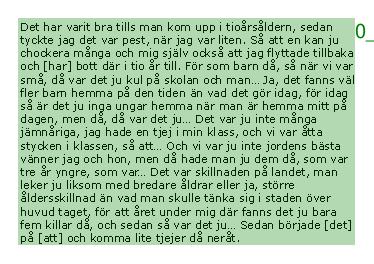 Det har varit bra tills man kom upp i tioårsåldern, sedan
tyckte jag det var pest, när jag var liten. Så att en kan ju
chockera många och mig själv också att jag flyttade tillbaka
och [har] bott där i tio år till. För som barn då, så när vi var
små, då var det ju kul på skolan och man...Ja, det fanns väl
fler barn hemma på den tiden än vad det gör idag, för idag
så är det ju inga ungar hemma när man är hemma mitt på
dagen, men då, då var det ju... Det var ju inte många
jämnåriga, jag hade en tjej i min klass, och vi var åtta
stycken i klassen, så att... Och vi var ju inte jordens bästa
vänner jag och hon, men då hade man ju dem då, som var
tre år yngre, som var... Det var skillnaden på landet, man
leker ju liksom med bredare åldrar eller ja, större
åldersskillnad än vad man skulle tänka sig i staden över
huvud taget, för att året under mig där fanns det ju bara
fem killar då, och sedan så var det ju... Sedan började [det]
på [att] och komma lite tjejer då neråt.
0_